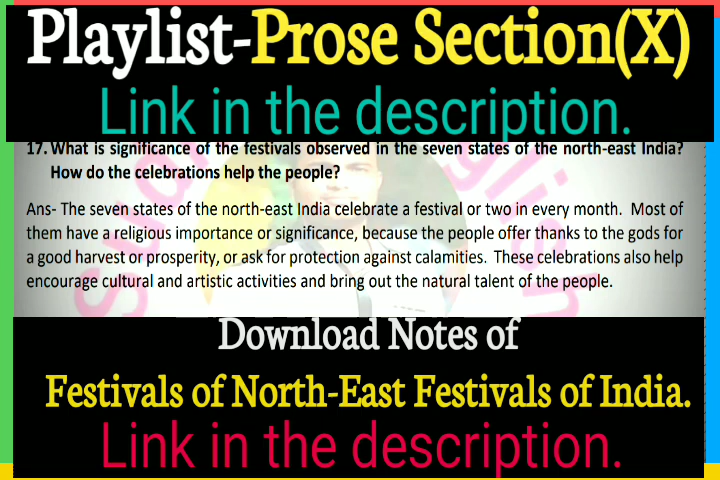 Playlist-Prose Section(X)
Link in the description.
17. What is significance of the festivals observed in the seven states of the north-east India?
How do the celebrations help the people?
Ans- The seven states of the north-east India celebrate a festival or two in every month. Most of
them have a religious importance or significance, because the people offer thanks to the gods for
a good harvest or prosperity, or ask for protection against calamities. These celebrations also help
encourage cultural and artistic activities and bring out the natural talent of the people.
Download Notes of
Festivals of North-East Festivals of India.
Link in the description.